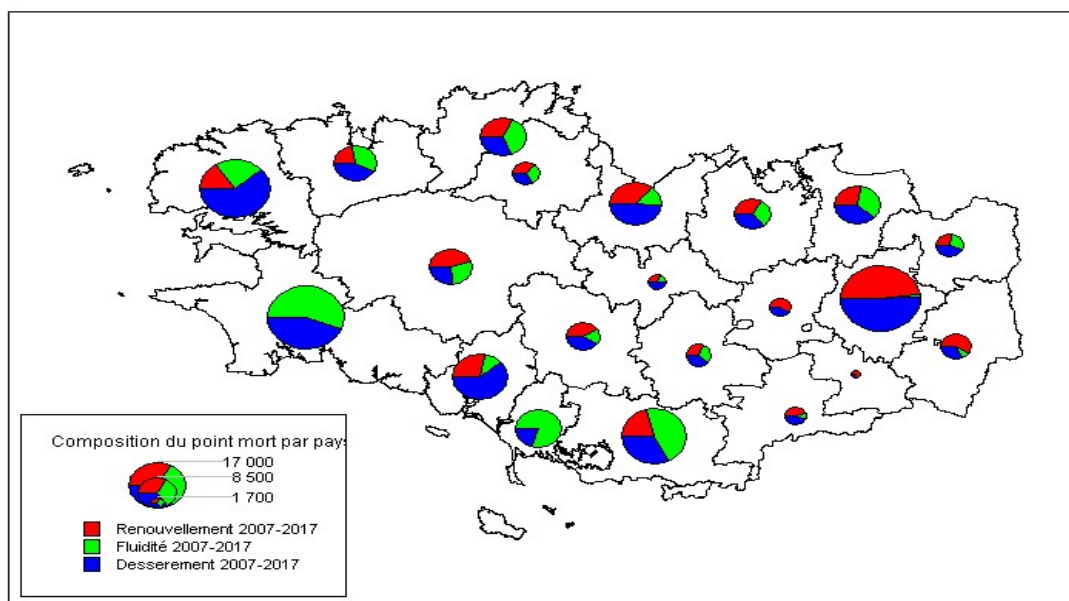 Composition du point mort par pays
17 000
8 500
1 700
Renouvellement 2007-2017
Fluidité 2007-2017
Desserement 2007-2017